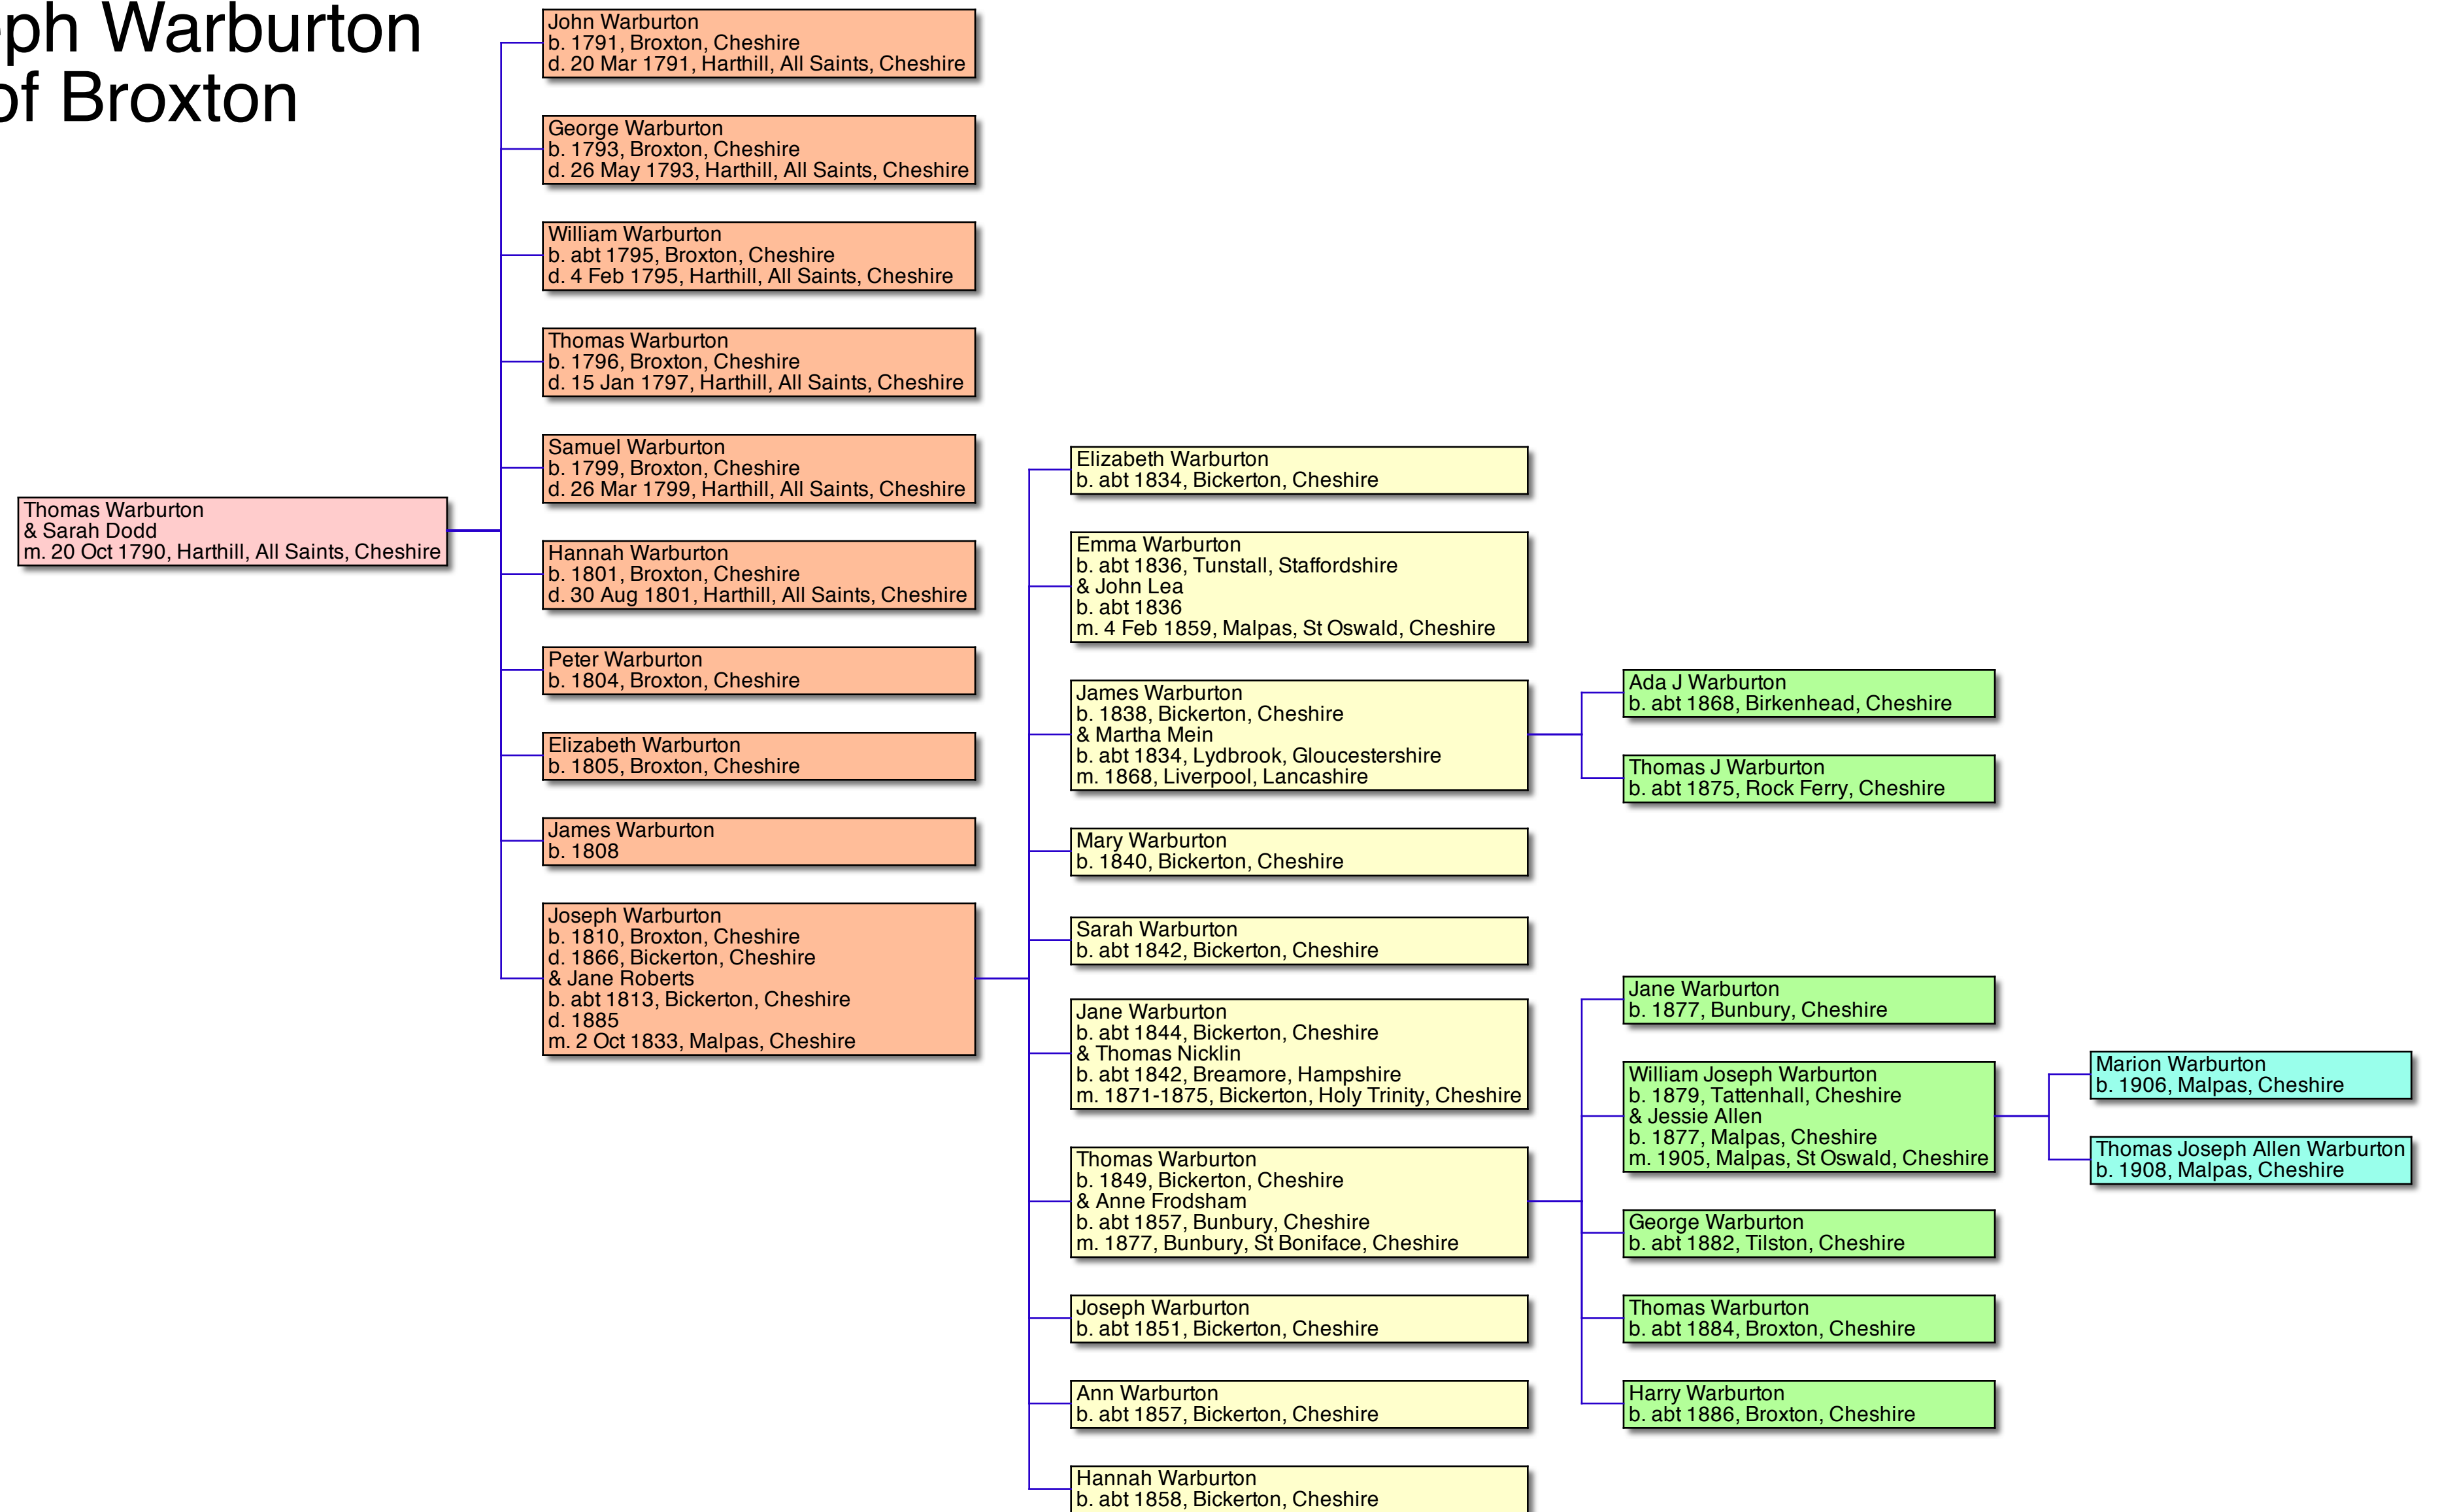 ph Warburton
of Broxton
Thomas Warburton
& Sarah Dodd
m. 20 Oct 1790, Harthill, All Saints, Cheshire
John Warburton
b. 1791, Broxton, Cheshire
d. 20 Mar 1791, Harthill, All Saints, Cheshire
George Warburton
b. 1793, Broxton, Cheshire
d. 26 May 1793, Harthill, All Saints, Cheshire
William Warburton
b. abt 1795, Broxton, Cheshire
d. 4 Feb 1795, Harthill, All Saints, Cheshire
Thomas Warburton
b. 1796, Broxton, Cheshire
d. 15 Jan 1797, Harthill, All Saints, Cheshire
Samuel Warburton
b. 1799, Broxton, Cheshire
d. 26 Mar 1799, Harthill, All Saints, Cheshire
Hannah Warburton
b. 1801, Broxton, Cheshire
d. 30 Aug 1801, Harthill, All Saints, Cheshire
Peter Warburton
b. 1804, Broxton, Cheshire
Elizabeth Warburton
b. 1805, Broxton, Cheshire
James Warburton
b. 1808
Joseph Warburton
b. 1810, Broxton, Cheshire
d. 1866, Bickerton, Cheshire
& Jane Roberts
b. abt 1813, Bickerton, Cheshire
d. 1885
m. 2 Oct 1833, Malpas, Cheshire
Elizabeth Warburton
b. abt 1834, Bickerton, Cheshire
Emma Warburton
b. abt 1836, Tunstall, Staffordshire
& John Lea
b. abt 1836
m. 4 Feb 1859, Malpas, St Oswald, Cheshire
James Warburton
b. 1838, Bickerton, Cheshire
& Martha Mein
b. abt 1834, Lydbrook, Gloucestershire
m. 1868, Liverpool, Lancashire
Mary Warburton
b. 1840, Bickerton, Cheshire
Sarah Warburton
b. abt 1842, Bickerton, Cheshire
Jane Warburton
b. abt 1844, Bickerton, Cheshire
& Thomas Nicklin
b. abt 1842, Breamore, Hampshire
m. 1871-1875, Bickerton, Holy Trinity, Cheshire
Thomas Warburton
b. 1849, Bickerton, Cheshire
& Anne Frodsham
b. abt 1857, Bunbury, Cheshire
m. 1877, Bunbury, St Boniface, Cheshire
Joseph Warburton
b. abt 1851, Bickerton, Cheshire
Ann Warburton
b. abt 1857, Bickerton, Cheshire
Hannah Warburton
b. abt 1858, Bickerton, Cheshire
Ada J Warburton
b. abt 1868, Birkenhead, Cheshire
Thomas J Warburton
b. abt 1875, Rock Ferry, Cheshire
Jane Warburton
b. 1877, Bunbury, Cheshire
William Joseph Warburton
b. 1879, Tattenhall, Cheshire
& Jessie Allen
b. 1877, Malpas, Cheshire
m. 1905, Malpas, St Oswald, Cheshire
George Warburton
b. abt 1882, Tilston, Cheshire
Thomas Warburton
b. abt 1884, Broxton, Cheshire
Harry Warburton
b. abt 1886, Broxton, Cheshire
Marion Warburton
b. 1906, Malpas, Cheshire
Thomas Joseph Allen Warburton
b. 1908, Malpas, Cheshire